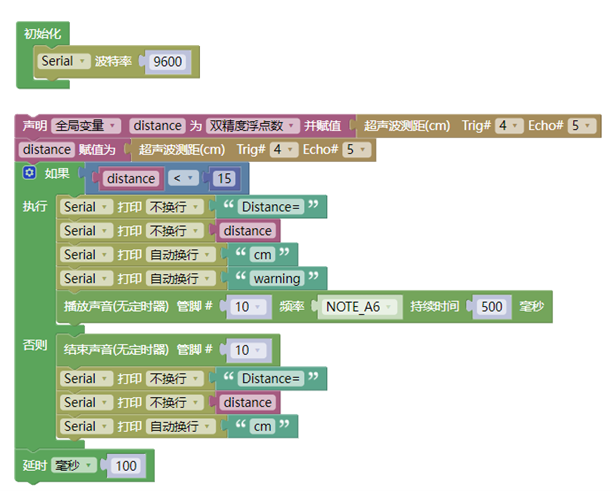 初始化
Serial 波特率 9600
声明 全局变量 distance 为 双精度浮点数 并赋值 超声波测距(cm) Trig# 4 Echo# 5
distance 赋值为 超声波测距(cm) Trig# 4 Echo# 5
如果 distance < 15
执行 Serial 打印 不换行 “ Distance= ”
Serial 打印 不换行 distance
Serial 打印 自动换行 “ cm ”
Serial 打印 自动换行 “ warning ”
播放声音(无定时器) 管脚 # 10 频率 NOTE_A6 持续时间 500 毫秒
否则 结束声音(无定时器) 管脚 # 10
Serial 打印 不换行 “ Distance= ”
Serial 打印 不换行 distance
Serial 打印 自动换行 “ cm ”
延时 毫秒 100